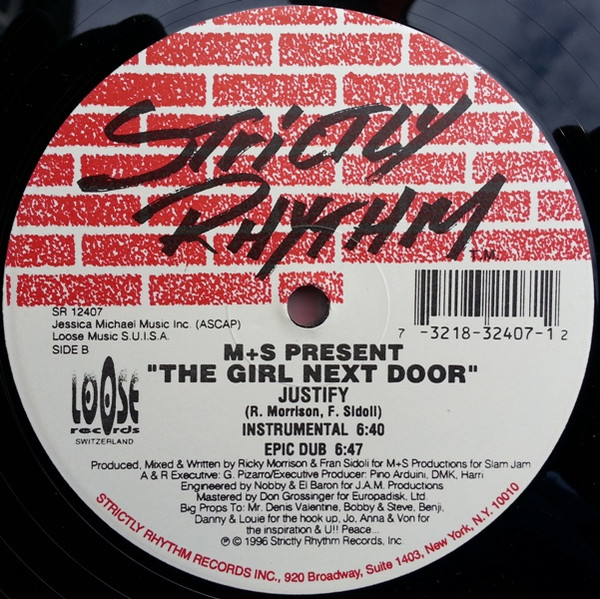 STRICTLY
RHYTHM
T.M.
SR 12407
Jessica Michael Music Inc. (ASCAP)
Loose Music S.U.I.S.A.
SIDE B
7 -3218-32407-1 2
LOOSE
records
SWITZERLAND
M+S PRESENT
"THE GIRL NEXT DOOR"
JUSTIFY
(R. Morrison, F. Sidoli)
INSTRUMENTAL 6:40
EPIC DUB 6:47
Produced, Mixed & Written by Ricky Morrison & Fran Sidoli for M+S Productions for Slam Jam
A & R Executive: G. Pizarro/Executive Producer: Pino Arduini, DMK, Harri
Engineered by Nobby & El Baron for J.A.M. Productions
Mastered by Don Grossinger for Europadisk, Ltd.
Big Props To: Mr. Denis Valentine, Bobby & Steve, Benji,
Danny & Louie for the hook up, Jo, Anna & Von for
the inspiration & U!! Peace...
℗ © 1996 Strictly Rhythm Records, Inc.
STRICTLY RHYTHM RECORDS INC., 920 Broadway, Suite 1403, New York, N.Y. 10010